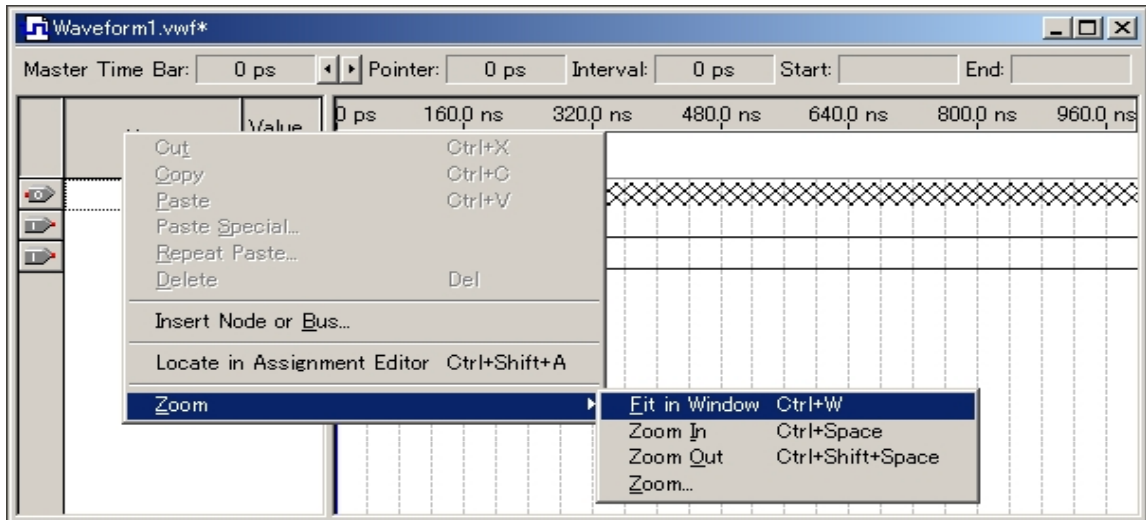 Waveform1.vwf*
Master Time Bar: 0 ps Pointer: 0 ps Interval: 0 ps Start: End:
Value 0 ps 160.0 ns 320.0 ns 480.0 ns 640.0 ns 800.0 ns 960.0 ns
Cut Ctrl+X
Copy Ctrl+C
Paste Ctrl+V
Paste Special...
Repeat Paste...
Delete Del
Insert Node or Bus...
Locate in Assignment Editor Ctrl+Shift+A
Zoom
Fit in Window Ctrl+W
Zoom In Ctrl+Space
Zoom Out Ctrl+Shift+Space
Zoom...